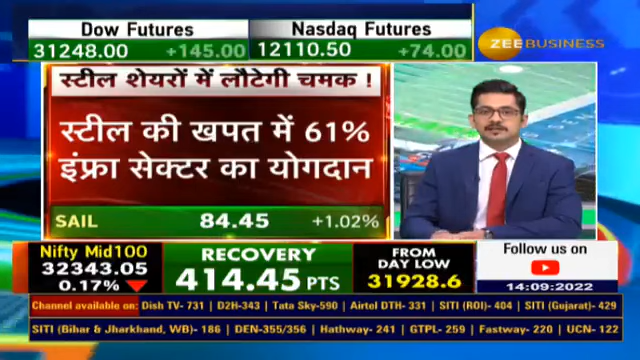 Dow Futures
31248.00 +145.00
Nasdaq Futures
12110.50 +74.00
ZEE BUSINESS
स्टील शेयरों में लौटेगी चमक !
स्टील की खपत में 61%
इंफ्रा सेक्टर का योगदान
SAIL 84.45 +1.02%
Nifty Mid100
32343.05
0.17%
RECOVERY
414.45 PTS
FROM
DAY LOW
31928.6
Follow us on
14:09:2022
Channel available on: Dish TV- 731 | D2H-343 | Tata Sky-590 | Airtel DTH- 331 | SITI (ROI)- 404 | SITI (Gujarat)- 429
SITI (Bihar & Jharkhand, WB)- 186 | DEN-355/356 | Hathway- 241 | GTPL- 259 | Fastway- 220 | UCN- 122